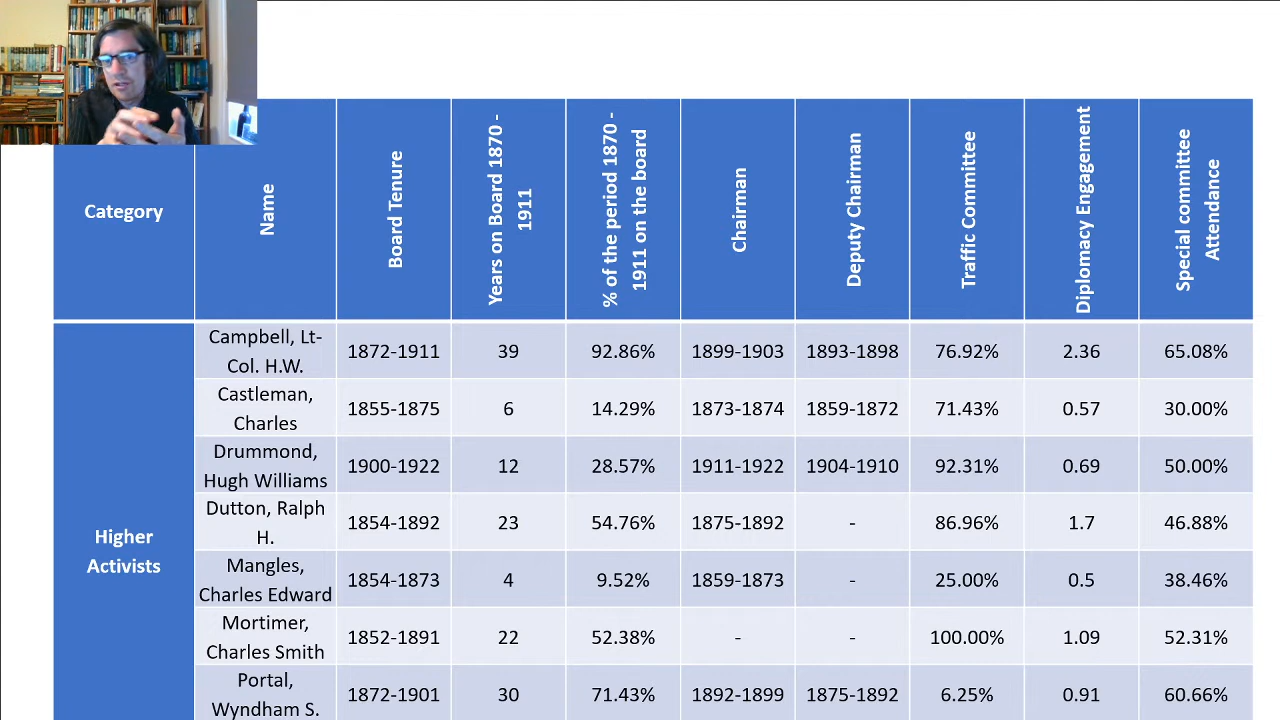 Category
Name
Board Tenure
Years on Board 1870 -
1911
% of the period 1870 -
1911 on the board
Chairman
Deputy Chairman
Traffic Committee
Diplomacy Engagement
Special committee
Attendance
Higher
Activists
Campbell, Lt-
Col. H.W.
1872-1911
39
92.86%
1899-1903
1893-1898
76.92%
2.36
65.08%
Castleman,
Charles
1855-1875
6
14.29%
1873-1874
1859-1872
71.43%
0.57
30.00%
Drummond,
Hugh Williams
1900-1922
12
28.57%
1911-1922
1904-1910
92.31%
0.69
50.00%
Dutton, Ralph
H.
1854-1892
23
54.76%
1875-1892
-
86.96%
1.7
46.88%
Mangles,
Charles Edward
1854-1873
4
9.52%
1859-1873
-
25.00%
0.5
38.46%
Mortimer,
Charles Smith
1852-1891
22
52.38%
-
-
100.00%
1.09
52.31%
Portal,
Wyndham S.
1872-1901
30
71.43%
1892-1899
1875-1892
6.25%
0.91
60.66%